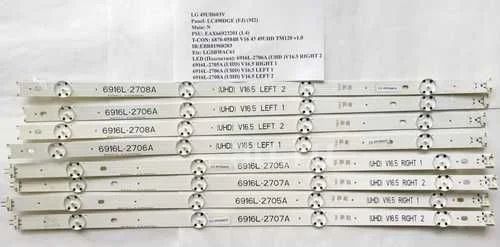 LG 49UH603V
Panel: LC490DGE (FJ) (M2)
Main: N
PSU: EAX66923201 (1.4)
T-CON: 6870-0584B V16 43 49UHD TM120 v1.0
IR:EBR81968203
Etc: LGSBWAC61
LED (Подсветка): 6916L-2706A (UHD )V16.5 RIGHT 2
6916L-2705A (UHD) V16.5 RIGHT 1
6916L-2706A (UHD) V16.5 LEFT 1
6916L-2708A (UHD) V16.5 LEFT 2
6916L-2708A (UHD) V16.5 LEFT 2
6916L-2706A (UHD) V16.5 LEFT 1
6916L-2708A (UHD) V16.5 LEFT 2
6916L-2706A (UHD) V16.5 LEFT 1
6916L-2705A (UHD) V16.5 RIGHT 1
6916L-2707A (UHD) V16.5 RIGHT 2
6916L-2705A (UHD) V16.5 RIGHT 1
6916L-2707A (UHD) V16.5 RIGHT 2